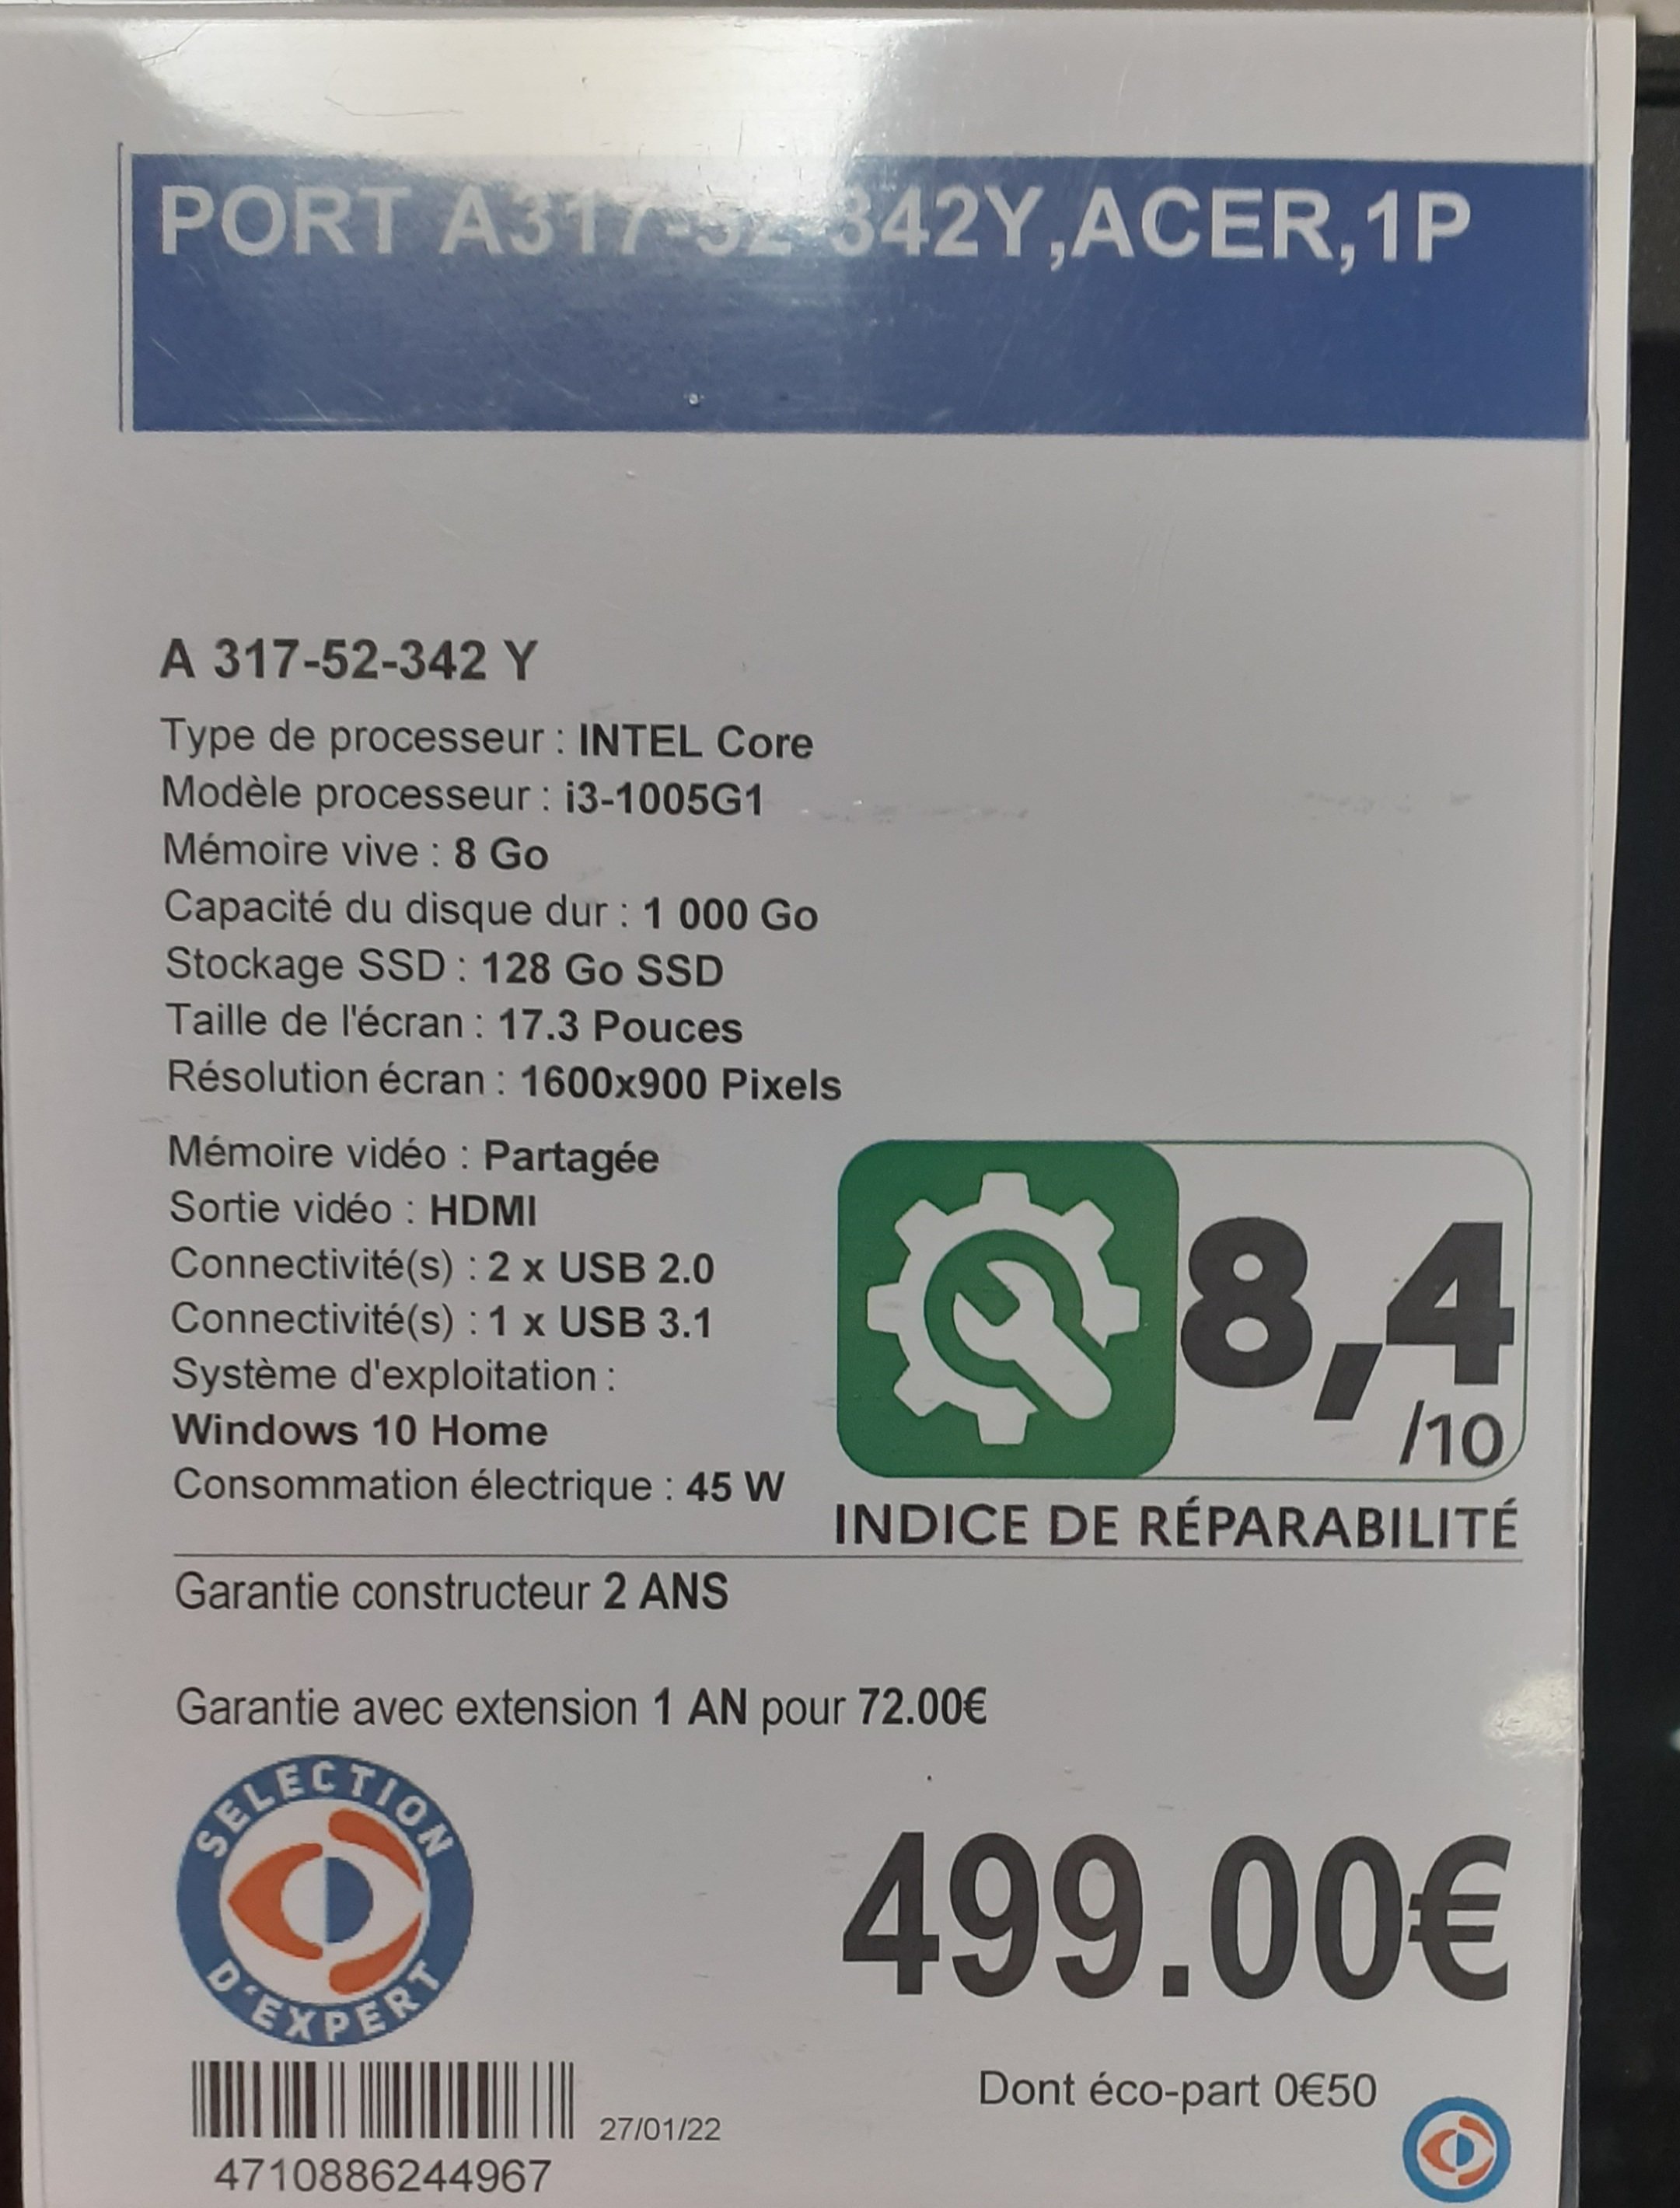 PORT A317-52-342Y,ACER,1P
A 317-52-342 Y
Type de processeur : INTEL Core
Modèle processeur : i3-1005G1
Mémoire vive : 8 Go
Capacité du disque dur : 1 000 Go
Stockage SSD : 128 Go SSD
Taille de l'écran : 17.3 Pouces
Résolution écran : 1600x900 Pixels
Mémoire vidéo : Partagée
Sortie vidéo : HDMI
Connectivité(s) : 2 x USB 2.0
Connectivité(s) : 1 x USB 3.1
Système d'exploitation :
Windows 10 Home
Consommation électrique : 45 W
8,4
/10
INDICE DE RÉPARABILITÉ
Garantie constructeur 2 ANS
Garantie avec extension 1 AN pour 72.00€
SELECTION
D'EXPERT
499.00€
Dont éco-part 0€50
27/01/22
4710886244967